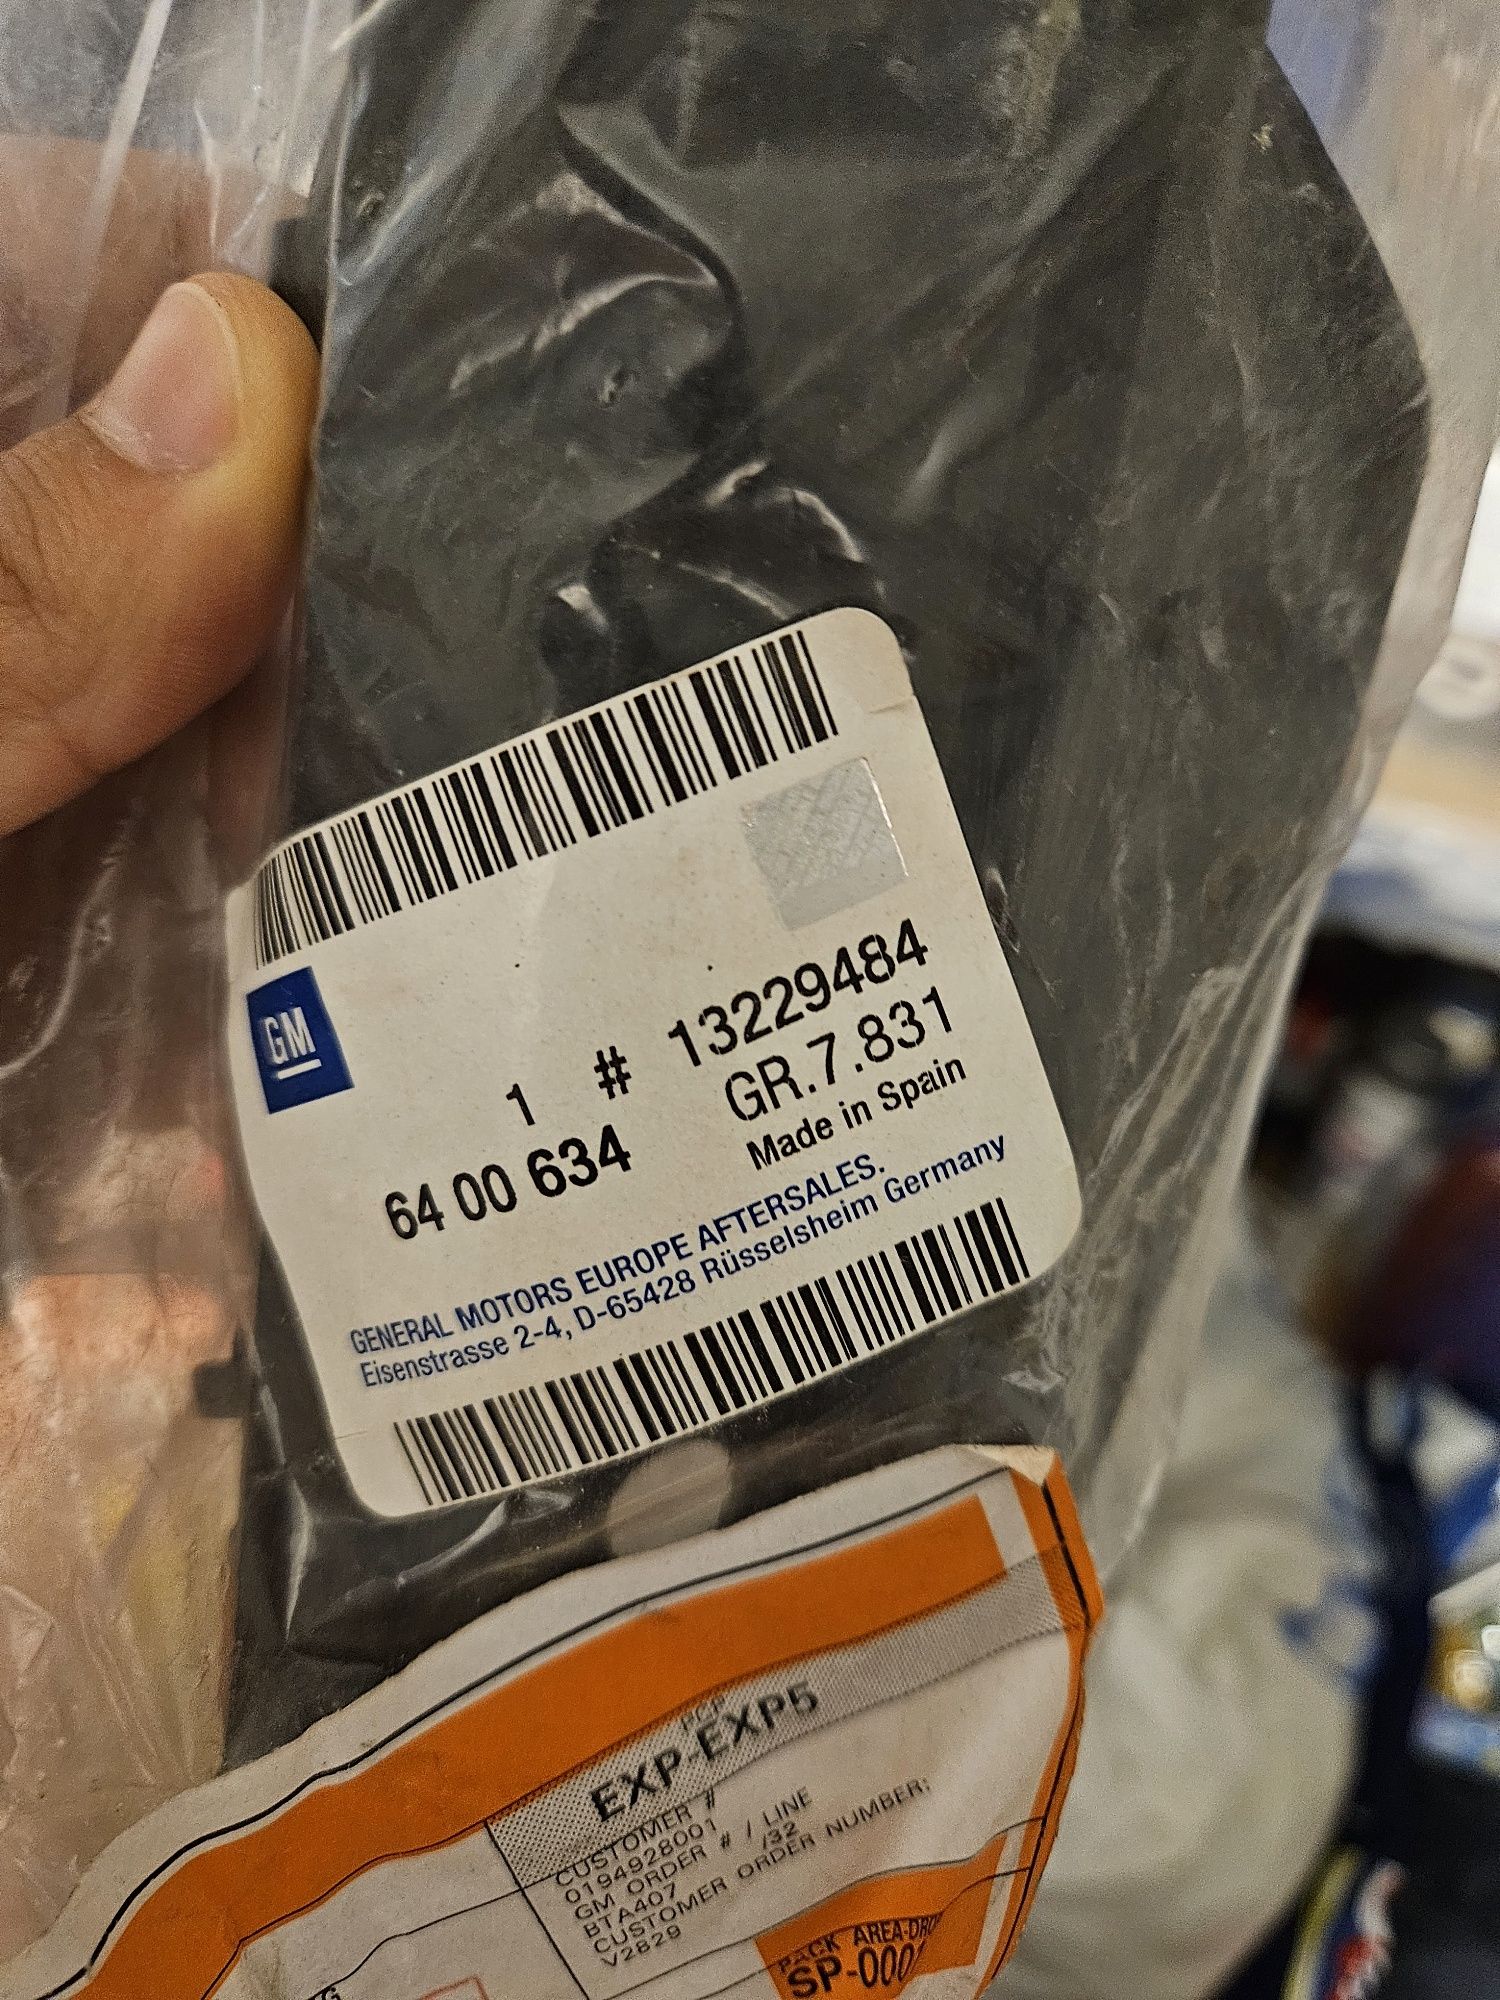 GM
1 # 13229484
64 00 634 GR.7.831
Made in Spain
GENERAL MOTORS EUROPE AFTERSALES.
Eisenstrasse 2-4, D-65428 Rüsselsheim Germany
EXP-EXP5
CUSTOMER #
0194928001
GM ORDER # / LINE
BTA407 /32
CUSTOMER ORDER NUMBER:
V2829
PACK AREA-DRO
SP-0001